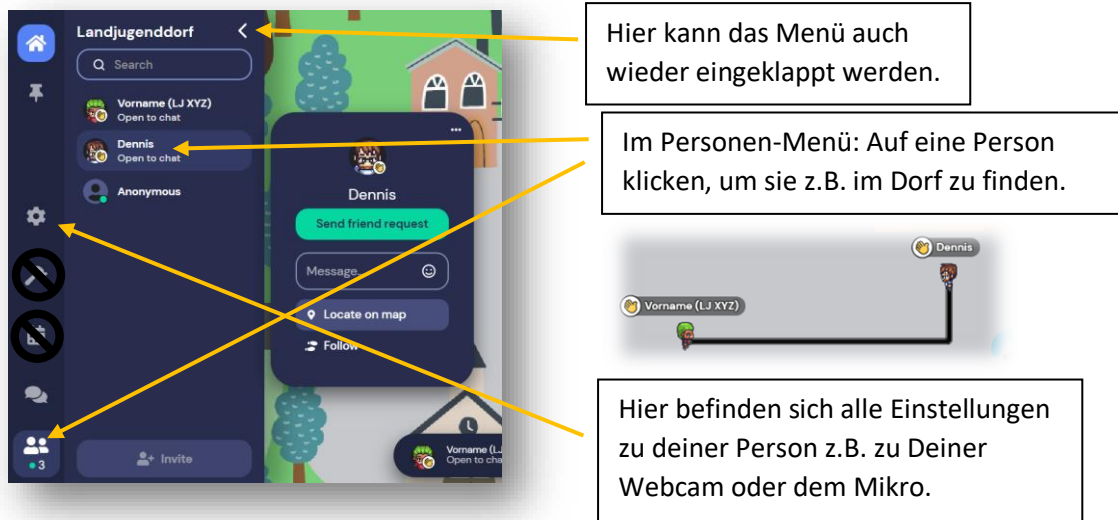 Landjugenddorf
Search
Vorname (LJ XYZ)
Open to chat
Dennis
Open to chat
Anonymous
3
Invite
Dennis
Send friend request
Message...
Locate on map
Follow
Vorname (L
Open to cha
Hier kann das Menü auch
wieder eingeklappt werden.
Im Personen-Menü: Auf eine Person
klicken, um sie z.B. im Dorf zu finden.
Dennis
Vorname (LJ XYZ)
Hier befinden sich alle Einstellungen
zu deiner Person z.B. zu Deiner
Webcam oder dem Mikro.